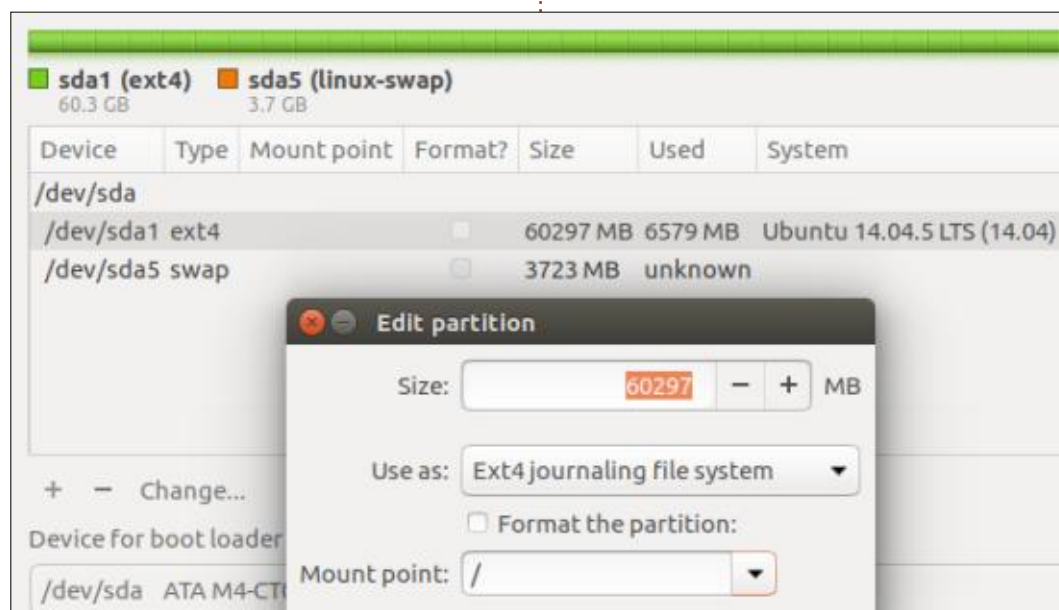 sda1 (ext4) sda5 (linux-swap)
60.3 GB 3.7 GB
Device Type Mount point Format? Size Used System
/dev/sda
/dev/sda1 ext4 60297 MB 6579 MB Ubuntu 14.04.5 LTS (14.04)
/dev/sda5 swap 3723 MB unknown
Edit partition
Size: 60297 − + MB
Use as: Ext4 journaling file system
+ − Change...
Format the partition:
Device for boot loader
Mount point: /
/dev/sda ATA M4-CT